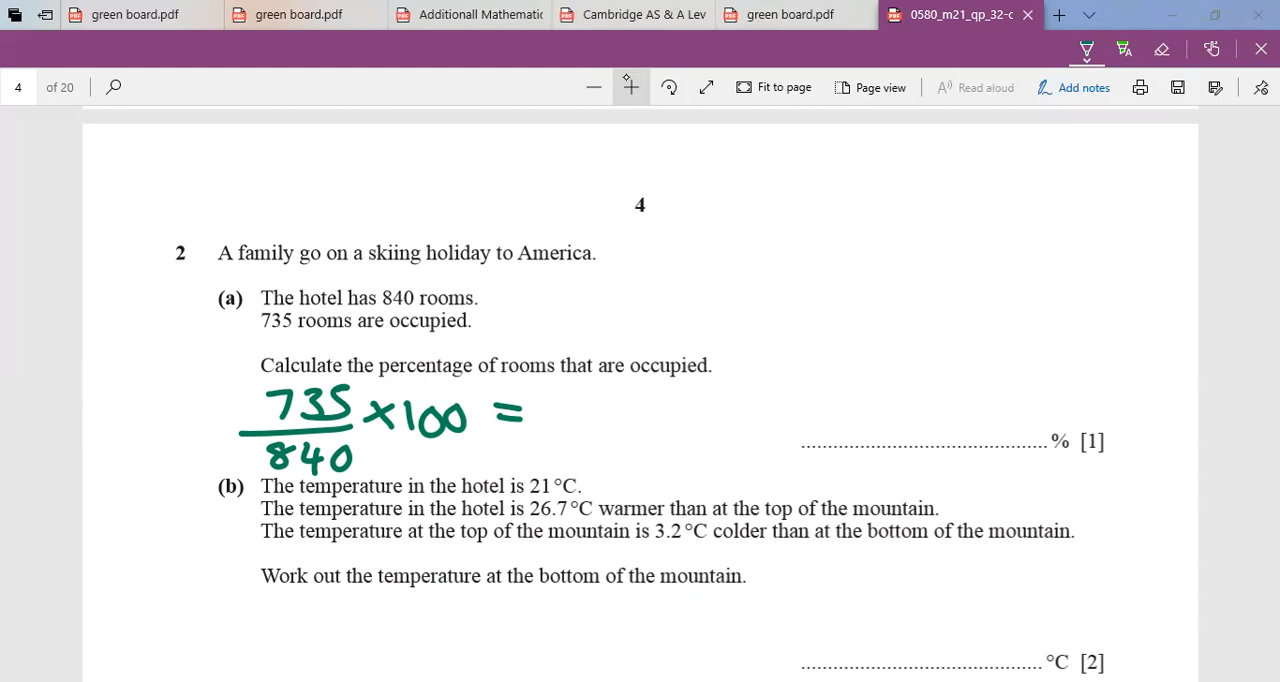 green board.pdf
green board.pdf
Additionall Mathematic
Cambridge AS & A Lev
green board.pdf
0580_m21_qp_32-c
4 of 20
Fit to page
Page view
Read aloud
Add notes
4
2 A family go on a skiing holiday to America.
(a) The hotel has 840 rooms.
735 rooms are occupied.
Calculate the percentage of rooms that are occupied.
735/840 × 100 =
.............................................. % [1]
(b) The temperature in the hotel is 21 °C.
The temperature in the hotel is 26.7 °C warmer than at the top of the mountain.
The temperature at the top of the mountain is 3.2 °C colder than at the bottom of the mountain.
Work out the temperature at the bottom of the mountain.
.............................................. °C [2]